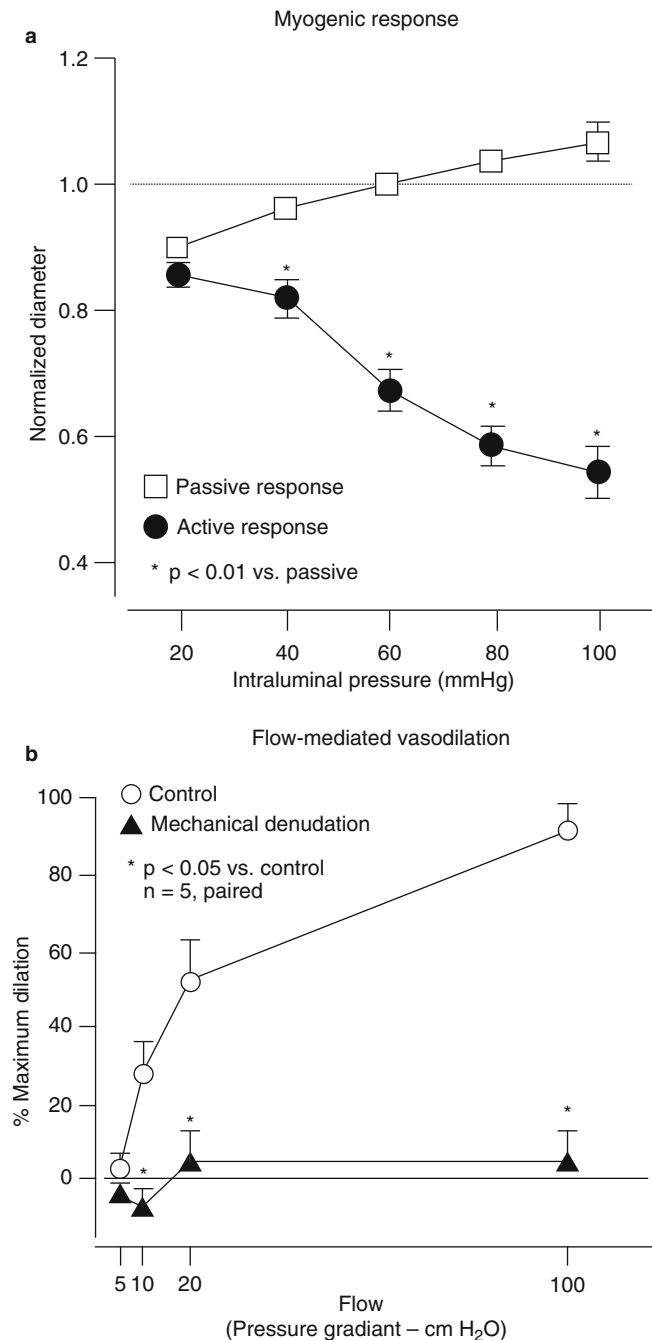 Myogenic response
a
1.2
1.0
0.8
0.6
0.4
Normalized diameter
Passive response
Active response
* p < 0.01 vs. passive
*
*
*
*
20 40 60 80 100
Intraluminal pressure (mmHg)
Flow-mediated vasodilation
b
100
80
60
40
20
0
% Maximum dilation
Control
Mechanical denudation
* p < 0.05 vs. control
n = 5, paired
*
*
*
5 10 20 100
Flow
(Pressure gradiant – cm H₂O)